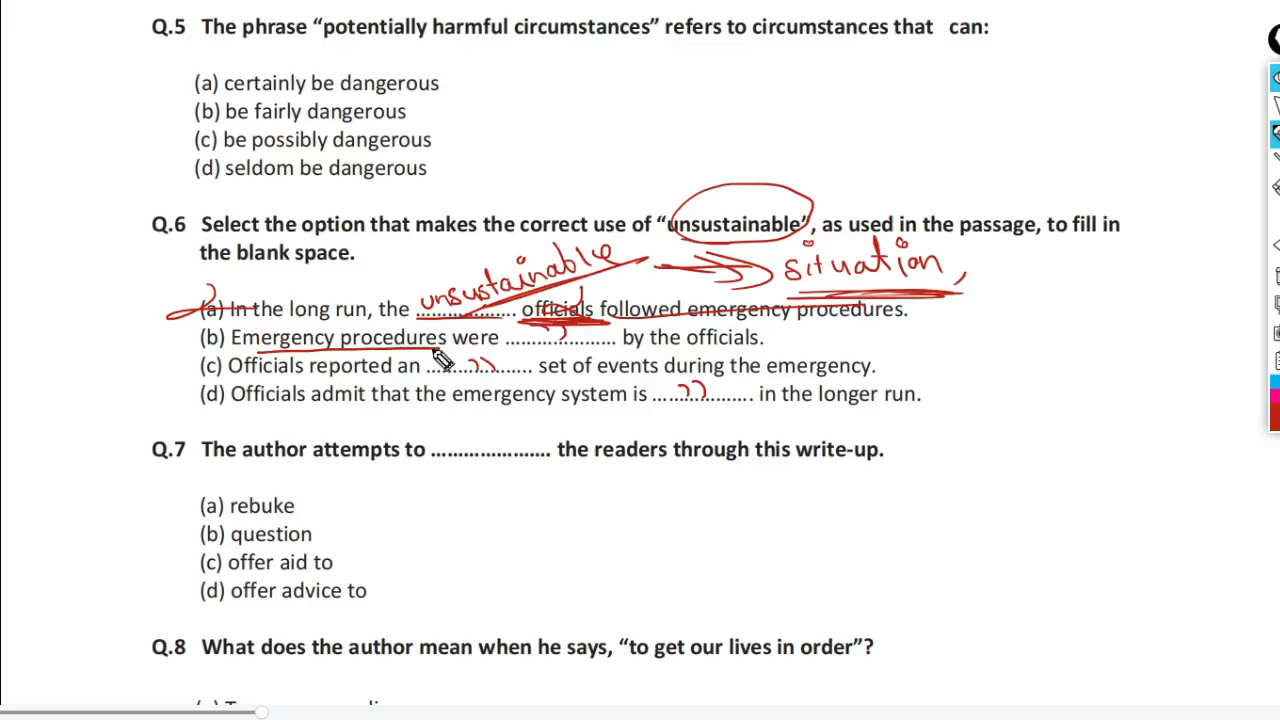 Q.5 The phrase “potentially harmful circumstances” refers to circumstances that can:
(a) certainly be dangerous
(b) be fairly dangerous
(c) be possibly dangerous
(d) seldom be dangerous
Q.6 Select the option that makes the correct use of “unsustainable”, as used in the passage, to fill in
the blank space.
unsustainable
situation,
(a) In the long run, the .................. officials followed emergency procedures.
(b) Emergency procedures were .................... by the officials.
(c) Officials reported an ................... set of events during the emergency.
(d) Officials admit that the emergency system is .................. in the longer run.
Q.7 The author attempts to ..................... the readers through this write-up.
(a) rebuke
(b) question
(c) offer aid to
(d) offer advice to
Q.8 What does the author mean when he says, “to get our lives in order”?